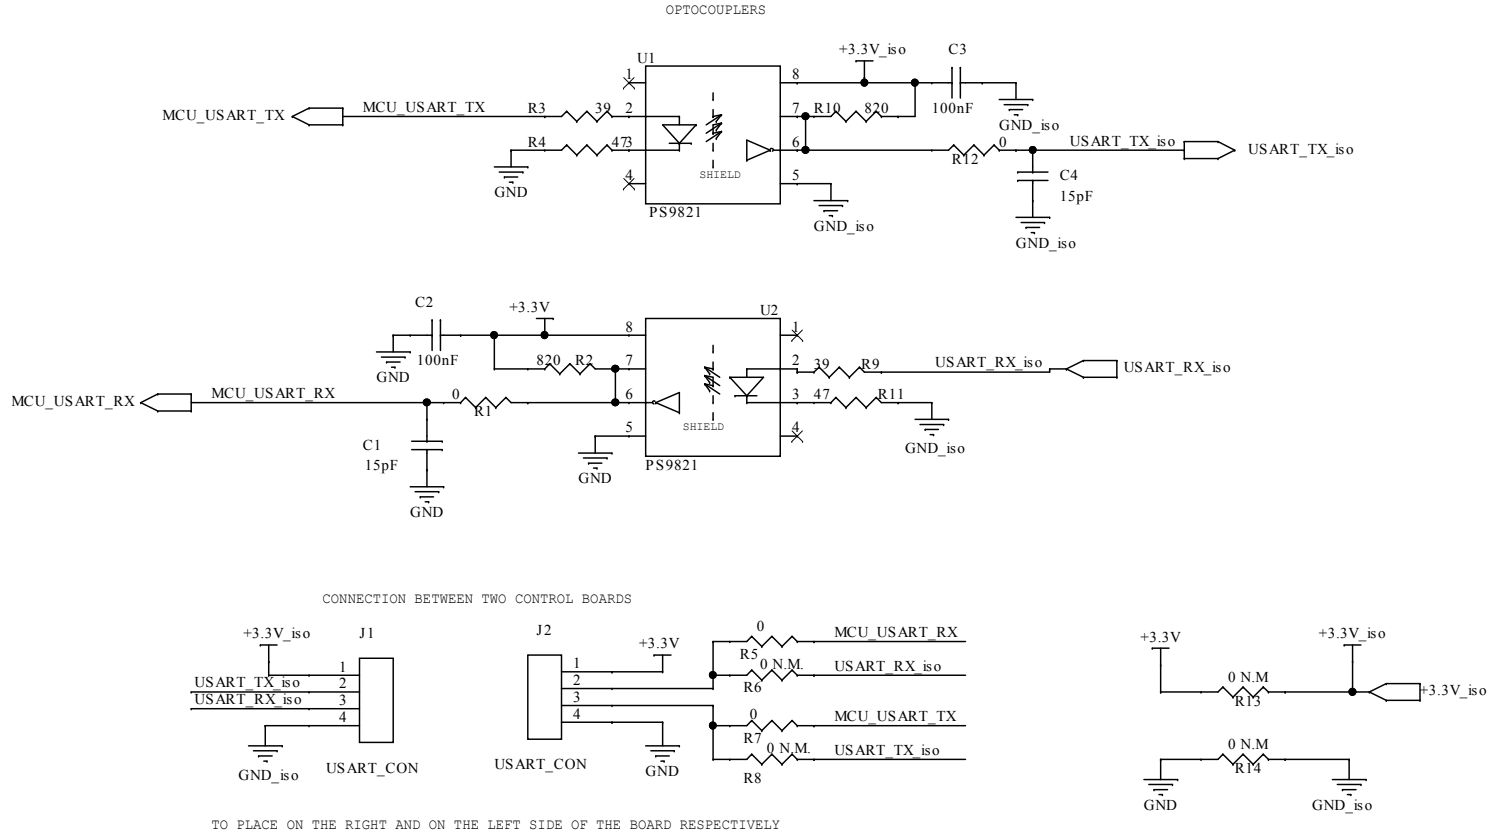 OPTOCOUPLERS
U1
+3.3V_iso
C3
100nF
GND_iso
MCU_USART_TX
MCU_USART_TX
R3
39
R4
47
GND
1
2
3
4
8
7
6
5
SHIELD
PS9821
R10
820
R12
0
USART_TX_iso
USART_TX_iso
C4
15pF
GND_iso
GND_iso
C2
100nF
GND
+3.3V
U2
820
R2
8
7
6
5
1
2
3
4
39
R9
USART_RX_iso
USART_RX_iso
47
R11
GND_iso
MCU_USART_RX
MCU_USART_RX
0
R1
C1
15pF
GND
GND
SHIELD
PS9821
CONNECTION BETWEEN TWO CONTROL BOARDS
+3.3V_iso
J1
1
2
3
4
USART_TX_iso
USART_RX_iso
GND_iso
USART_CON
J2
1
2
3
4
+3.3V
GND
USART_CON
0
R5
MCU_USART_RX
0 N.M.
R6
USART_RX_iso
0
R7
MCU_USART_TX
0 N.M.
R8
USART_TX_iso
+3.3V
+3.3V_iso
0 N.M
R13
+3.3V_iso
0 N.M
R14
GND
GND_iso
TO PLACE ON THE RIGHT AND ON THE LEFT SIDE OF THE BOARD RESPECTIVELY